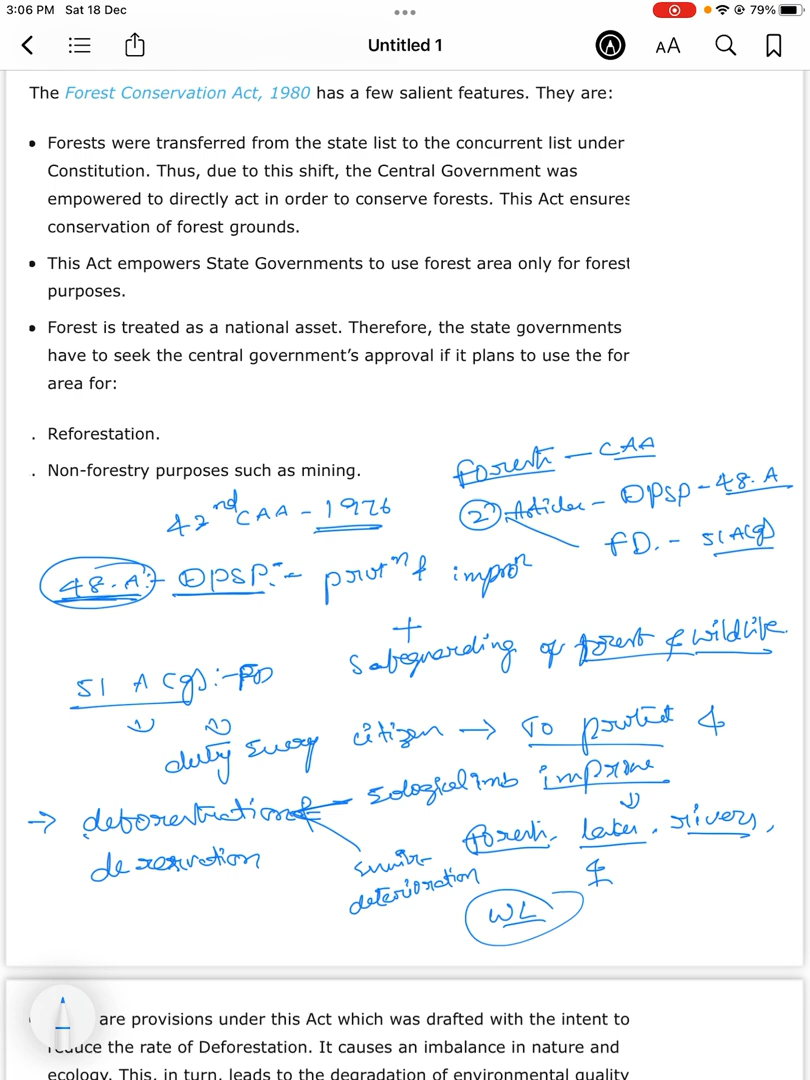 3:06 PM Sat 18 Dec
79%
Untitled 1
AA
The Forest Conservation Act, 1980 has a few salient features. They are:
• Forests were transferred from the state list to the concurrent list under
Constitution. Thus, due to this shift, the Central Government was
empowered to directly act in order to conserve forests. This Act ensures
conservation of forest grounds.
• This Act empowers State Governments to use forest area only for forest
purposes.
• Forest is treated as a national asset. Therefore, the state governments
have to seek the central government's approval if it plans to use the for
area for:
. Reforestation.
. Non-forestry purposes such as mining.
Forest - CAA
42nd CAA - 1976
2 Articles - DPSP - 48.A
FD. - 51A(g)
48.A :- DPSP :- protn & impro
+
Safeguarding of forest & wildlife
51 A (g) :- FD
duty every citizen → To protect &
improve
→ deforestration
forest, lakes, rivers,
&
dereservation
deterioration
WL
are provisions under this Act which was drafted with the intent to
reduce the rate of Deforestation. It causes an imbalance in nature and
ecology. This, in turn, leads to the degradation of environmental quality